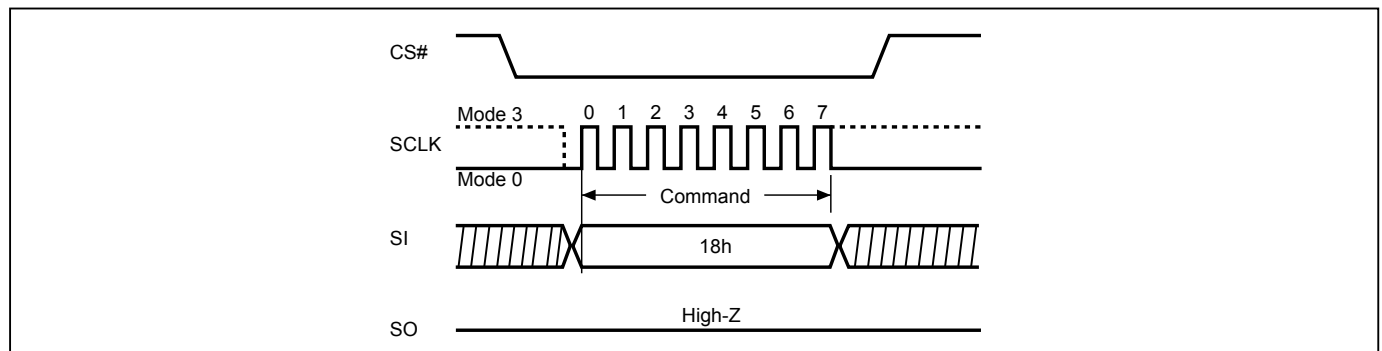 CS#
Mode 3 0 1 2 3 4 5 6 7
SCLK
Mode 0
Command
SI 18h
High-Z
SO